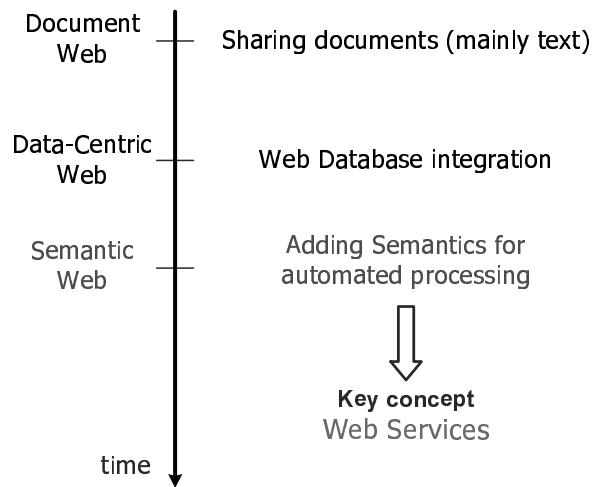 Document
Web
Sharing documents (mainly text)
Data-Centric
Web
Web Database integration
Semantic
Web
Adding Semantics for
automated processing
Key concept
Web Services
time